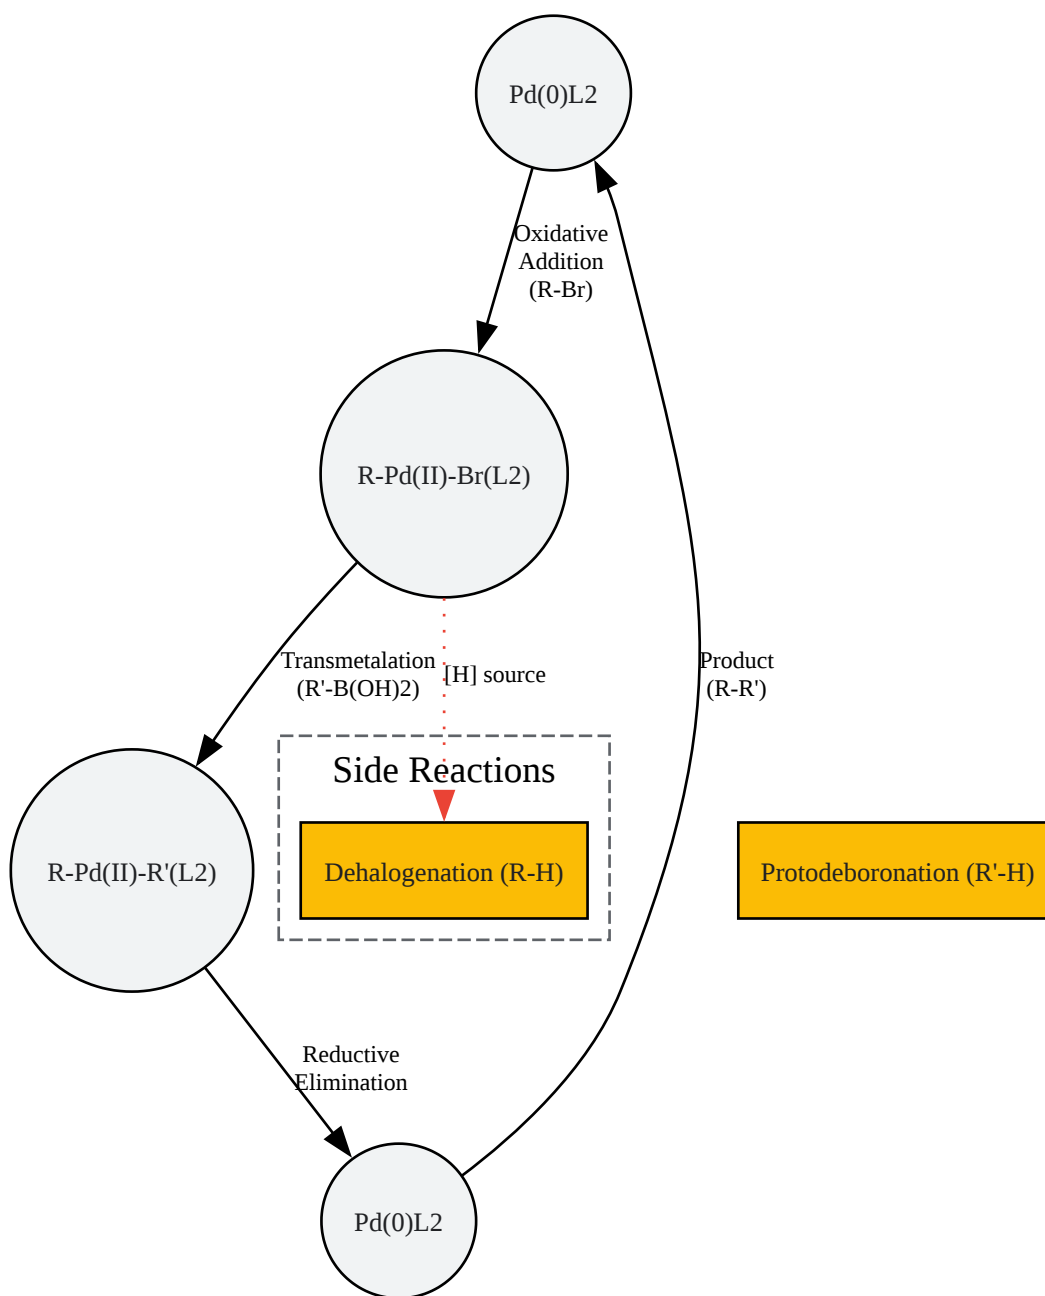 Pd(0)L2
Oxidative
Addition
(R-Br)
R-Pd(II)-Br(L2)
Transmetalation
(R'-B(OH)2)
[H] source
Product
(R-R')
Side Reactions
R-Pd(II)-R'(L2)
Dehalogenation (R-H)
Protodeboronation (R'-H)
Reductive
Elimination
Pd(0)L2